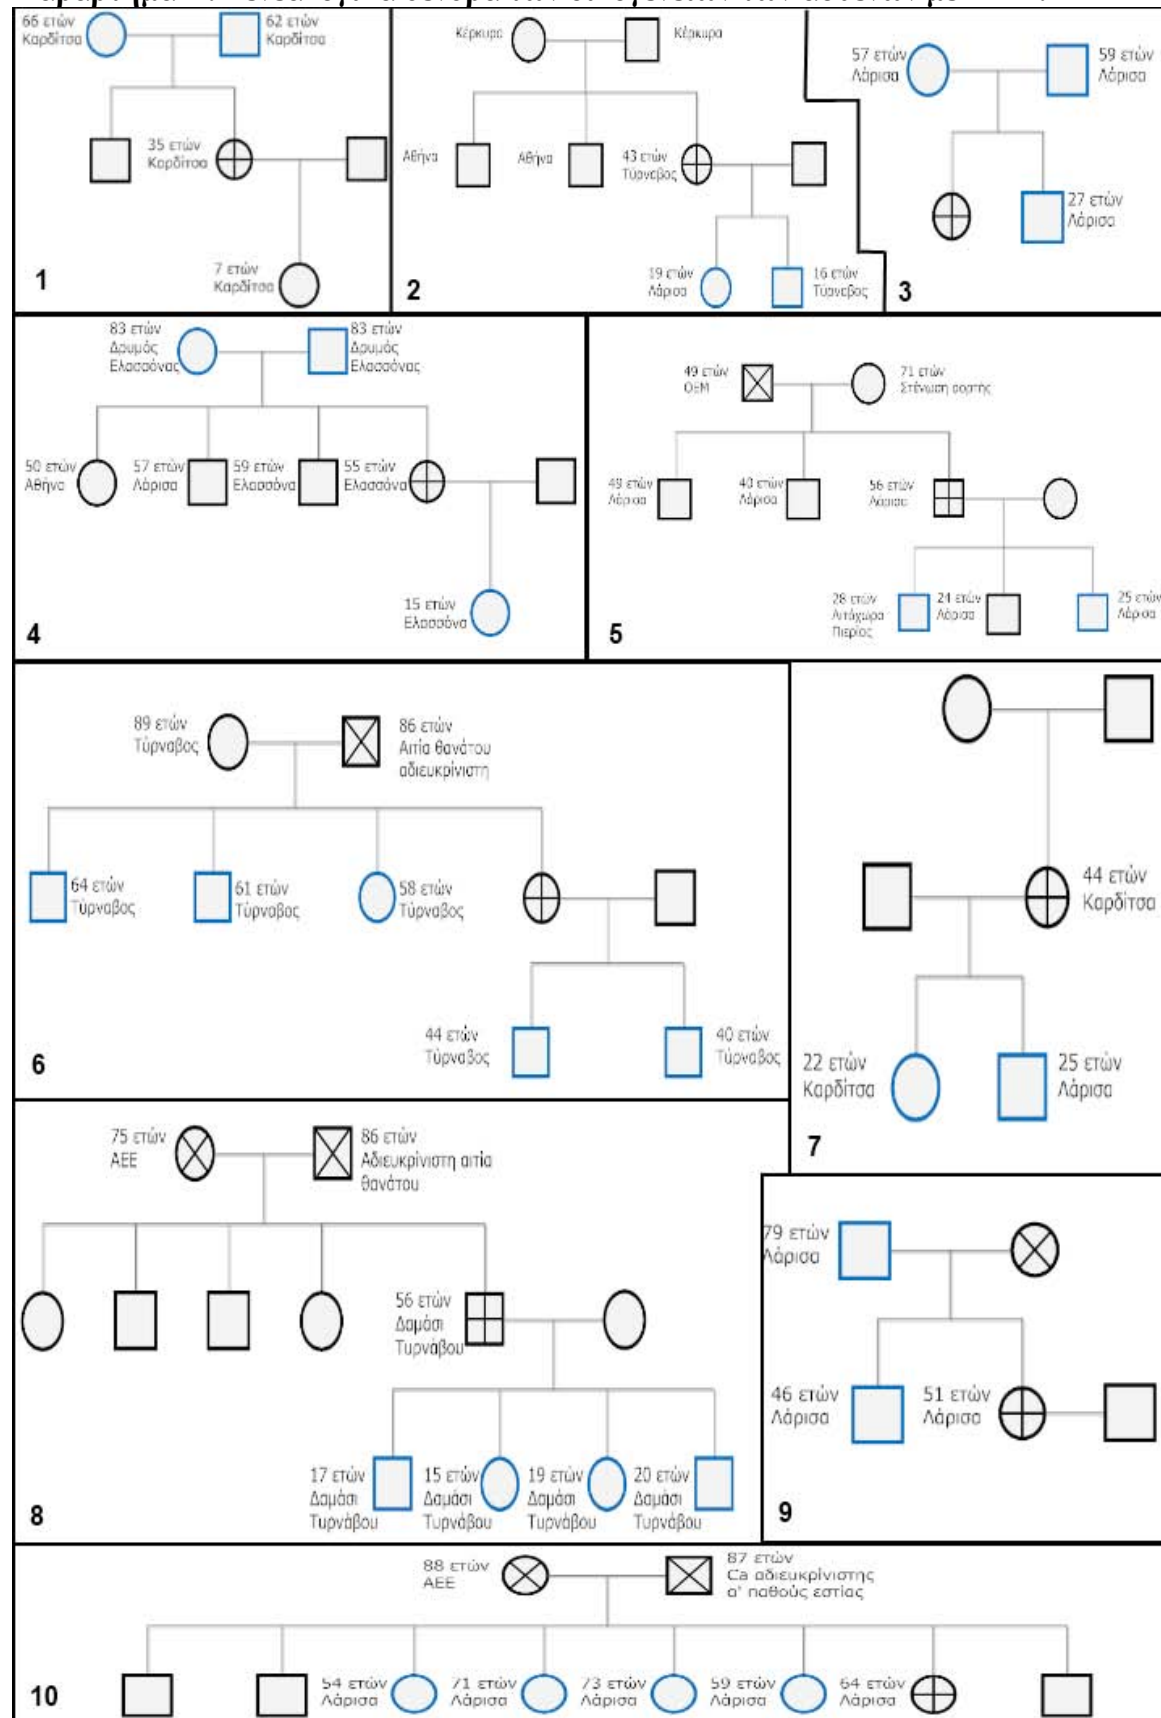 66 ετών
Καρδίτσα
62 ετών
Καρδίτσα
35 ετών
Καρδίτσα
7 ετών
Καρδίτσα
1
Κέρκυρα
Κέρκυρα
Αθήνα
Αθήνα
43 ετών
Τύρναβος
19 ετών
Λάρισα
16 ετών
Τύρναβος
2
57 ετών
Λάρισα
59 ετών
Λάρισα
27 ετών
Λάρισα
3
83 ετών
Δρυμός
Ελασσόνας
83 ετών
Δρυμός
Ελασσόνας
50 ετών
Αθήνα
57 ετών
Λάρισα
59 ετών
Ελασσόνα
55 ετών
Ελασσόνα
15 ετών
Ελασσόνα
4
49 ετών
ΟΕΜ
71 ετών
Στένωση αορτής
49 ετών
Λάρισα
40 ετών
Λάρισα
56 ετών
Λάρισα
28 ετών
Λιτόχωρο
Πιερίας
24 ετών
Λάρισα
25 ετών
Λάρισα
5
89 ετών
Τύρναβος
86 ετών
Αιτία θανάτου
αδιευκρίνιστη
64 ετών
Τύρναβος
61 ετών
Τύρναβος
58 ετών
Τύρναβος
44 ετών
Τύρναβος
40 ετών
Τύρναβος
6
44 ετών
Καρδίτσα
22 ετών
Καρδίτσα
25 ετών
Λάρισα
7
75 ετών
ΑΕΕ
86 ετών
Αδιευκρίνιστη αιτία
θανάτου
56 ετών
Δαμάσι
Τυρνάβου
17 ετών
Δαμάσι
Τυρνάβου
15 ετών
Δαμάσι
Τυρνάβου
19 ετών
Δαμάσι
Τυρνάβου
20 ετών
Δαμάσι
Τυρνάβου
8
79 ετών
Λάρισα
46 ετών
Λάρισα
51 ετών
Λάρισα
9
88 ετών
ΑΕΕ
87 ετών
Ca αδιευκρίνιστης
α' παθούς εστίας
54 ετών
Λάρισα
71 ετών
Λάρισα
73 ετών
Λάρισα
59 ετών
Λάρισα
64 ετών
Λάρισα
10